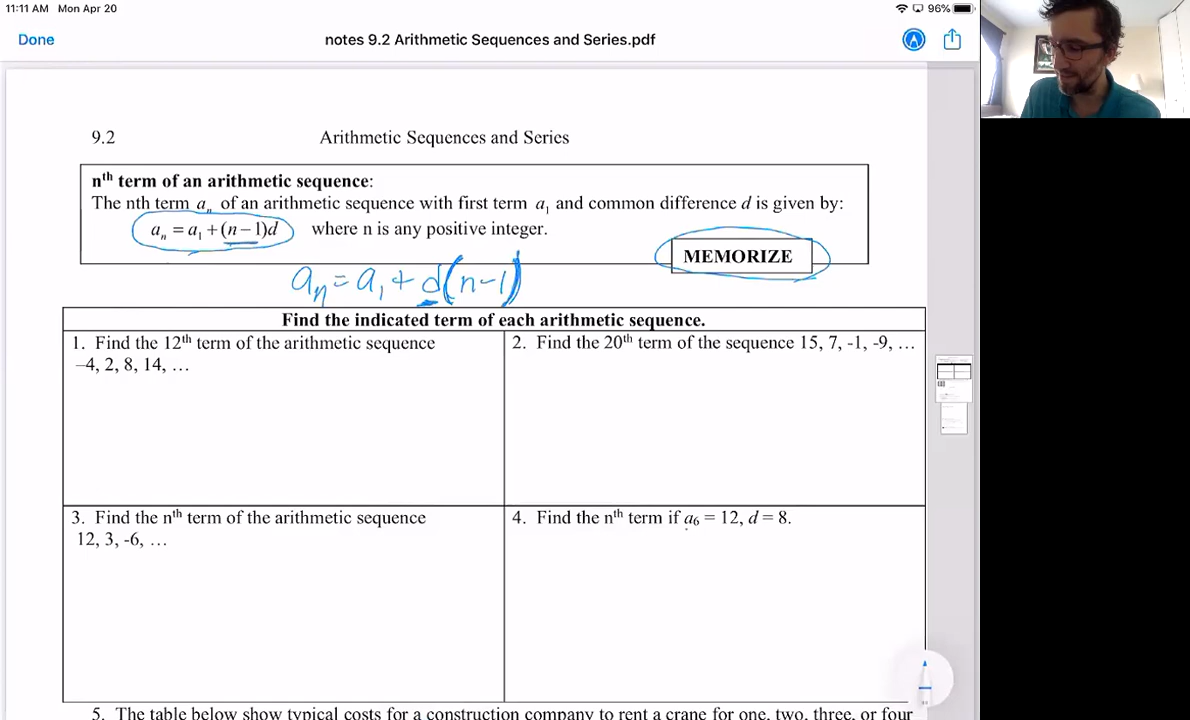 11:11 AM Mon Apr 20 96%
Done notes 9.2 Arithmetic Sequences and Series.pdf
9.2 Arithmetic Sequences and Series
nth term of an arithmetic sequence:
The nth term aₙ of an arithmetic sequence with first term a₁ and common difference d is given by:
aₙ = a₁ + (n – 1)d where n is any positive integer.
MEMORIZE
aₙ = a₁ + d(n-1)
Find the indicated term of each arithmetic sequence.
1. Find the 12th term of the arithmetic sequence
–4, 2, 8, 14, …
2. Find the 20th term of the sequence 15, 7, -1, -9, …
3. Find the nth term of the arithmetic sequence
12, 3, -6, …
4. Find the nth term if a₆ = 12, d = 8.
5. The table below show typical costs for a construction company to rent a crane for one, two, three, or four